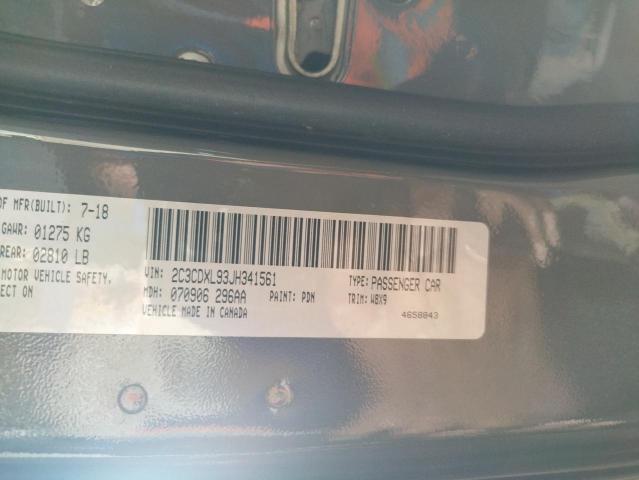 OF MFR(BUILT): 7-18
GAWR: 01275 KG
REAR: 02810 LB
MOTOR VEHICLE SAFETY,
ECT ON
VIN: 2C3CDXL93JH341561
TYPE: PASSENGER CAR
MDH: 070906 296AA PAINT: PDN
TRIM: W8X9
VEHICLE MADE IN CANADA
4658843